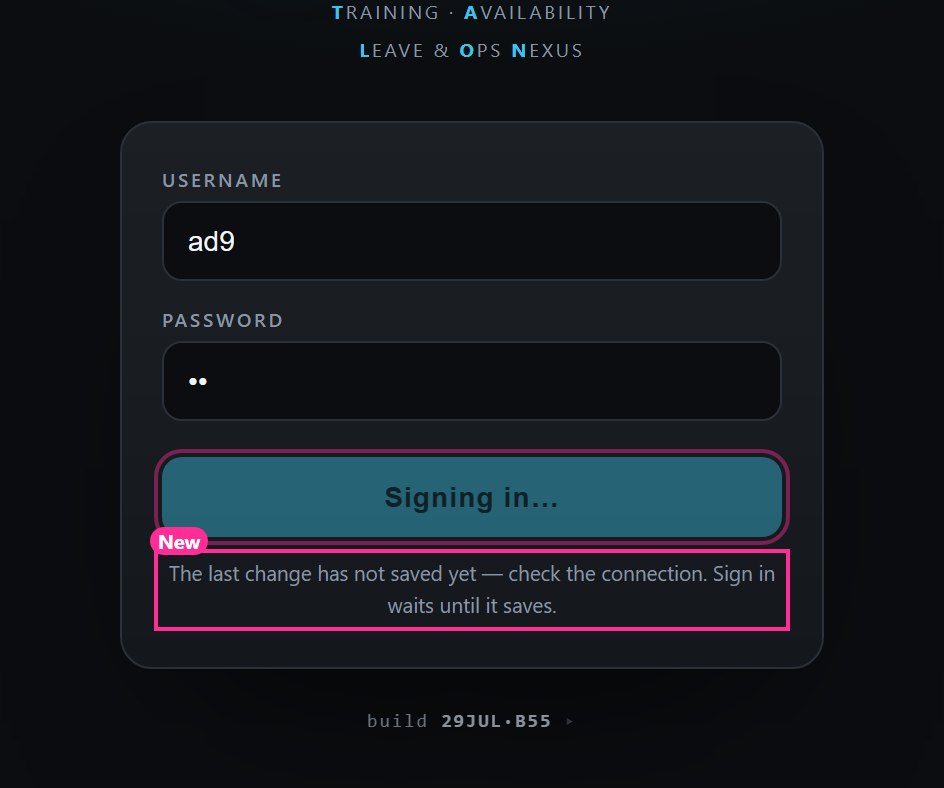 TRAINING · AVAILABILITY
LEAVE & OPS NEXUS
USERNAME
ad9
PASSWORD
••
Signing in…
New
The last change has not saved yet — check the connection. Sign in
waits until it saves.
build 29JUL·B55 ▸